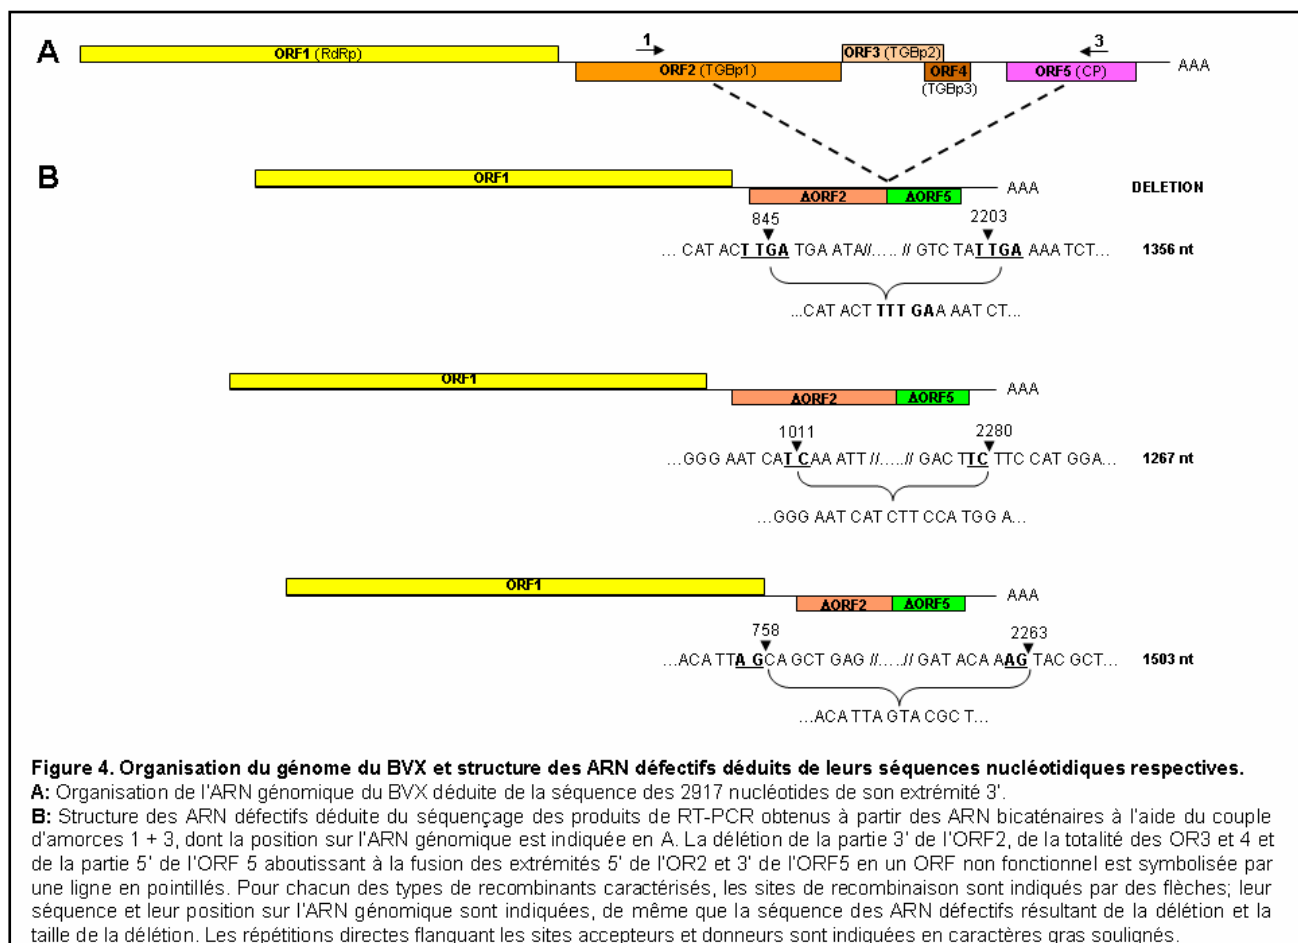 A
ORF1 (RdRp)
1
ORF2 (TGBp1)
ORF3 (TGBp2)
ORF4
(TGBp3)
3
ORF5 (CP)
AAA
B
ORF1
ΔORF2
ΔORF5
AAA
DELETION
845
2203
... CAT ACT TGA TGA ATA//..... // GTC TAT TGA AAA TCT...
1356 nt
...CAT ACT TTT GAA AAT CT...
ORF1
ΔORF2
ΔORF5
AAA
1011
2280
...GGG AAT CAT CAA ATT //.....// GAC TTC TTC CAT GGA...
1267 nt
...GGG AAT CAT CTT CCA TGG A...
ORF1
ΔORF2
ΔORF5
AAA
758
2263
...ACA TTA GCA GCT GAG //.....// GAT ACA AAG TAC GCT...
1503 nt
...ACA TTA GTA CGC T...
Figure 4. Organisation du génome du BVX et structure des ARN défectifs déduits de leurs séquences nucléotidiques respectives.
A: Organisation de l'ARN génomique du BVX déduite de la séquence des 2917 nucléotides de son extrémité 3'.
B: Structure des ARN défectifs déduite du séquençage des produits de RT-PCR obtenus à partir des ARN bicaténaires à l'aide du couple
d'amorces 1 + 3, dont la position sur l'ARN génomique est indiquée en A. La délétion de la partie 3' de l'ORF2, de la totalité des OR3 et 4 et
de la partie 5' de l'ORF 5 aboutissant à la fusion des extrémités 5' de l'OR2 et 3' de l'ORF5 en un ORF non fonctionnel est symbolisée par
une ligne en pointillés. Pour chacun des types de recombinants caractérisés, les sites de recombinaison sont indiqués par des flèches; leur
séquence et leur position sur l'ARN génomique sont indiquées, de même que la séquence des ARN défectifs résultant de la délétion et la
taille de la délétion. Les répétitions directes flanquant les sites accepteurs et donneurs sont indiquées en caractères gras soulignés.